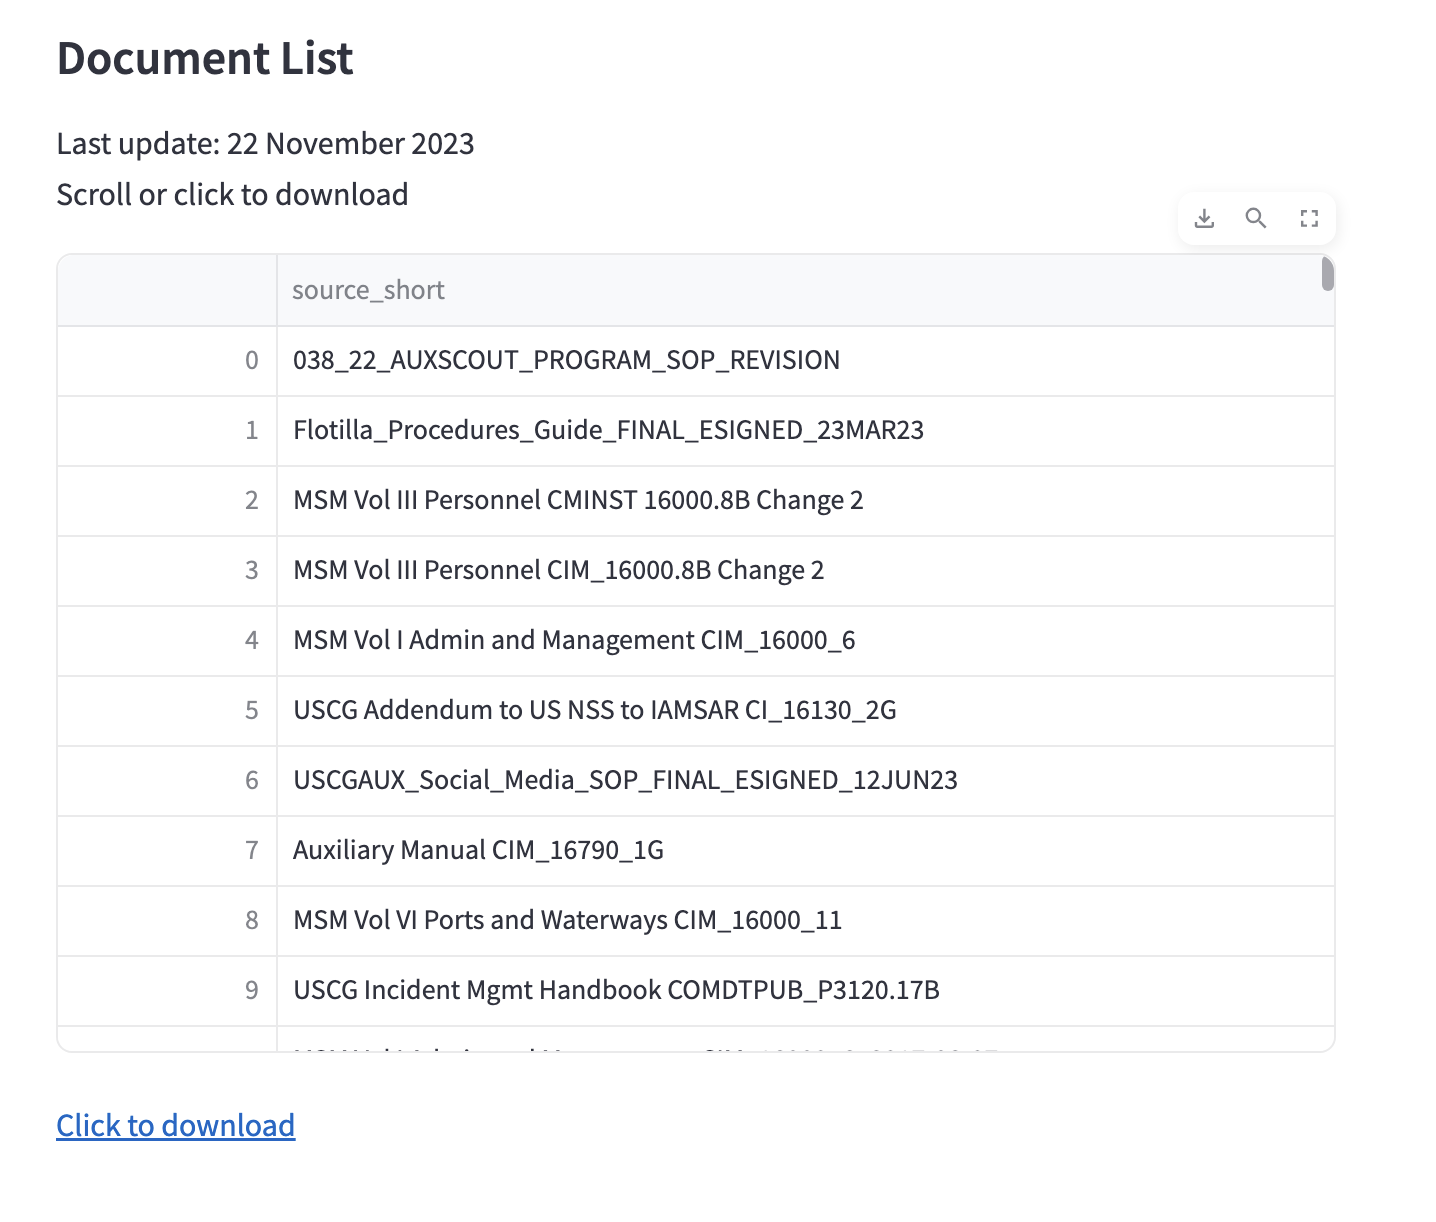 Document List
Last update: 22 November 2023
Scroll or click to download
source_short
0 038_22_AUXSCOUT_PROGRAM_SOP_REVISION
1 Flotilla_Procedures_Guide_FINAL_ESIGNED_23MAR23
2 MSM Vol III Personnel CMINST 16000.8B Change 2
3 MSM Vol III Personnel CIM_16000.8B Change 2
4 MSM Vol I Admin and Management CIM_16000_6
5 USCG Addendum to US NSS to IAMSAR CI_16130_2G
6 USCGAUX_Social_Media_SOP_FINAL_ESIGNED_12JUN23
7 Auxiliary Manual CIM_16790_1G
8 MSM Vol VI Ports and Waterways CIM_16000_11
9 USCG Incident Mgmt Handbook COMDTPUB_P3120.17B
Click to download